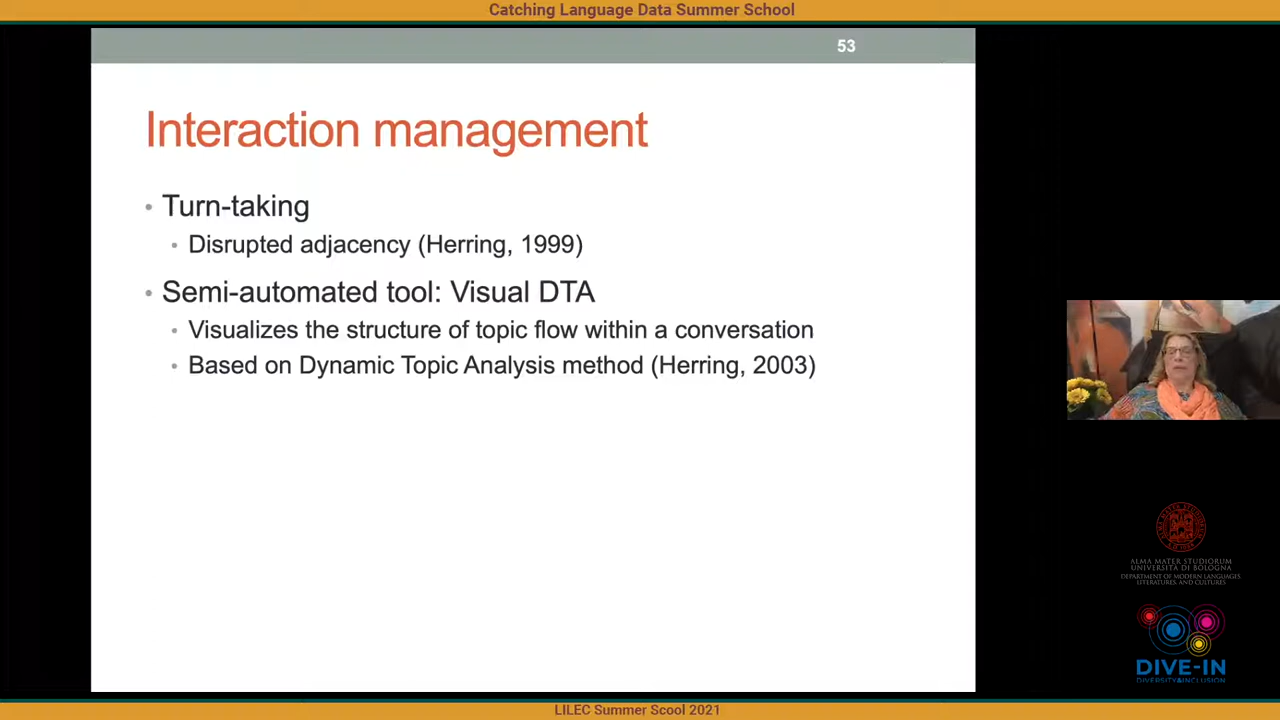 Catching Language Data Summer School
53
Interaction management
• Turn-taking
• Disrupted adjacency (Herring, 1999)
• Semi-automated tool: Visual DTA
• Visualizes the structure of topic flow within a conversation
• Based on Dynamic Topic Analysis method (Herring, 2003)
ALMA MATER STUDIORUM
UNIVERSITÀ DI BOLOGNA
DEPARTMENT OF MODERN LANGUAGES,
LITERATURES, AND CULTURES
DIVE-IN
DIVERSITY&INCLUSION
LILEC Summer Scool 2021